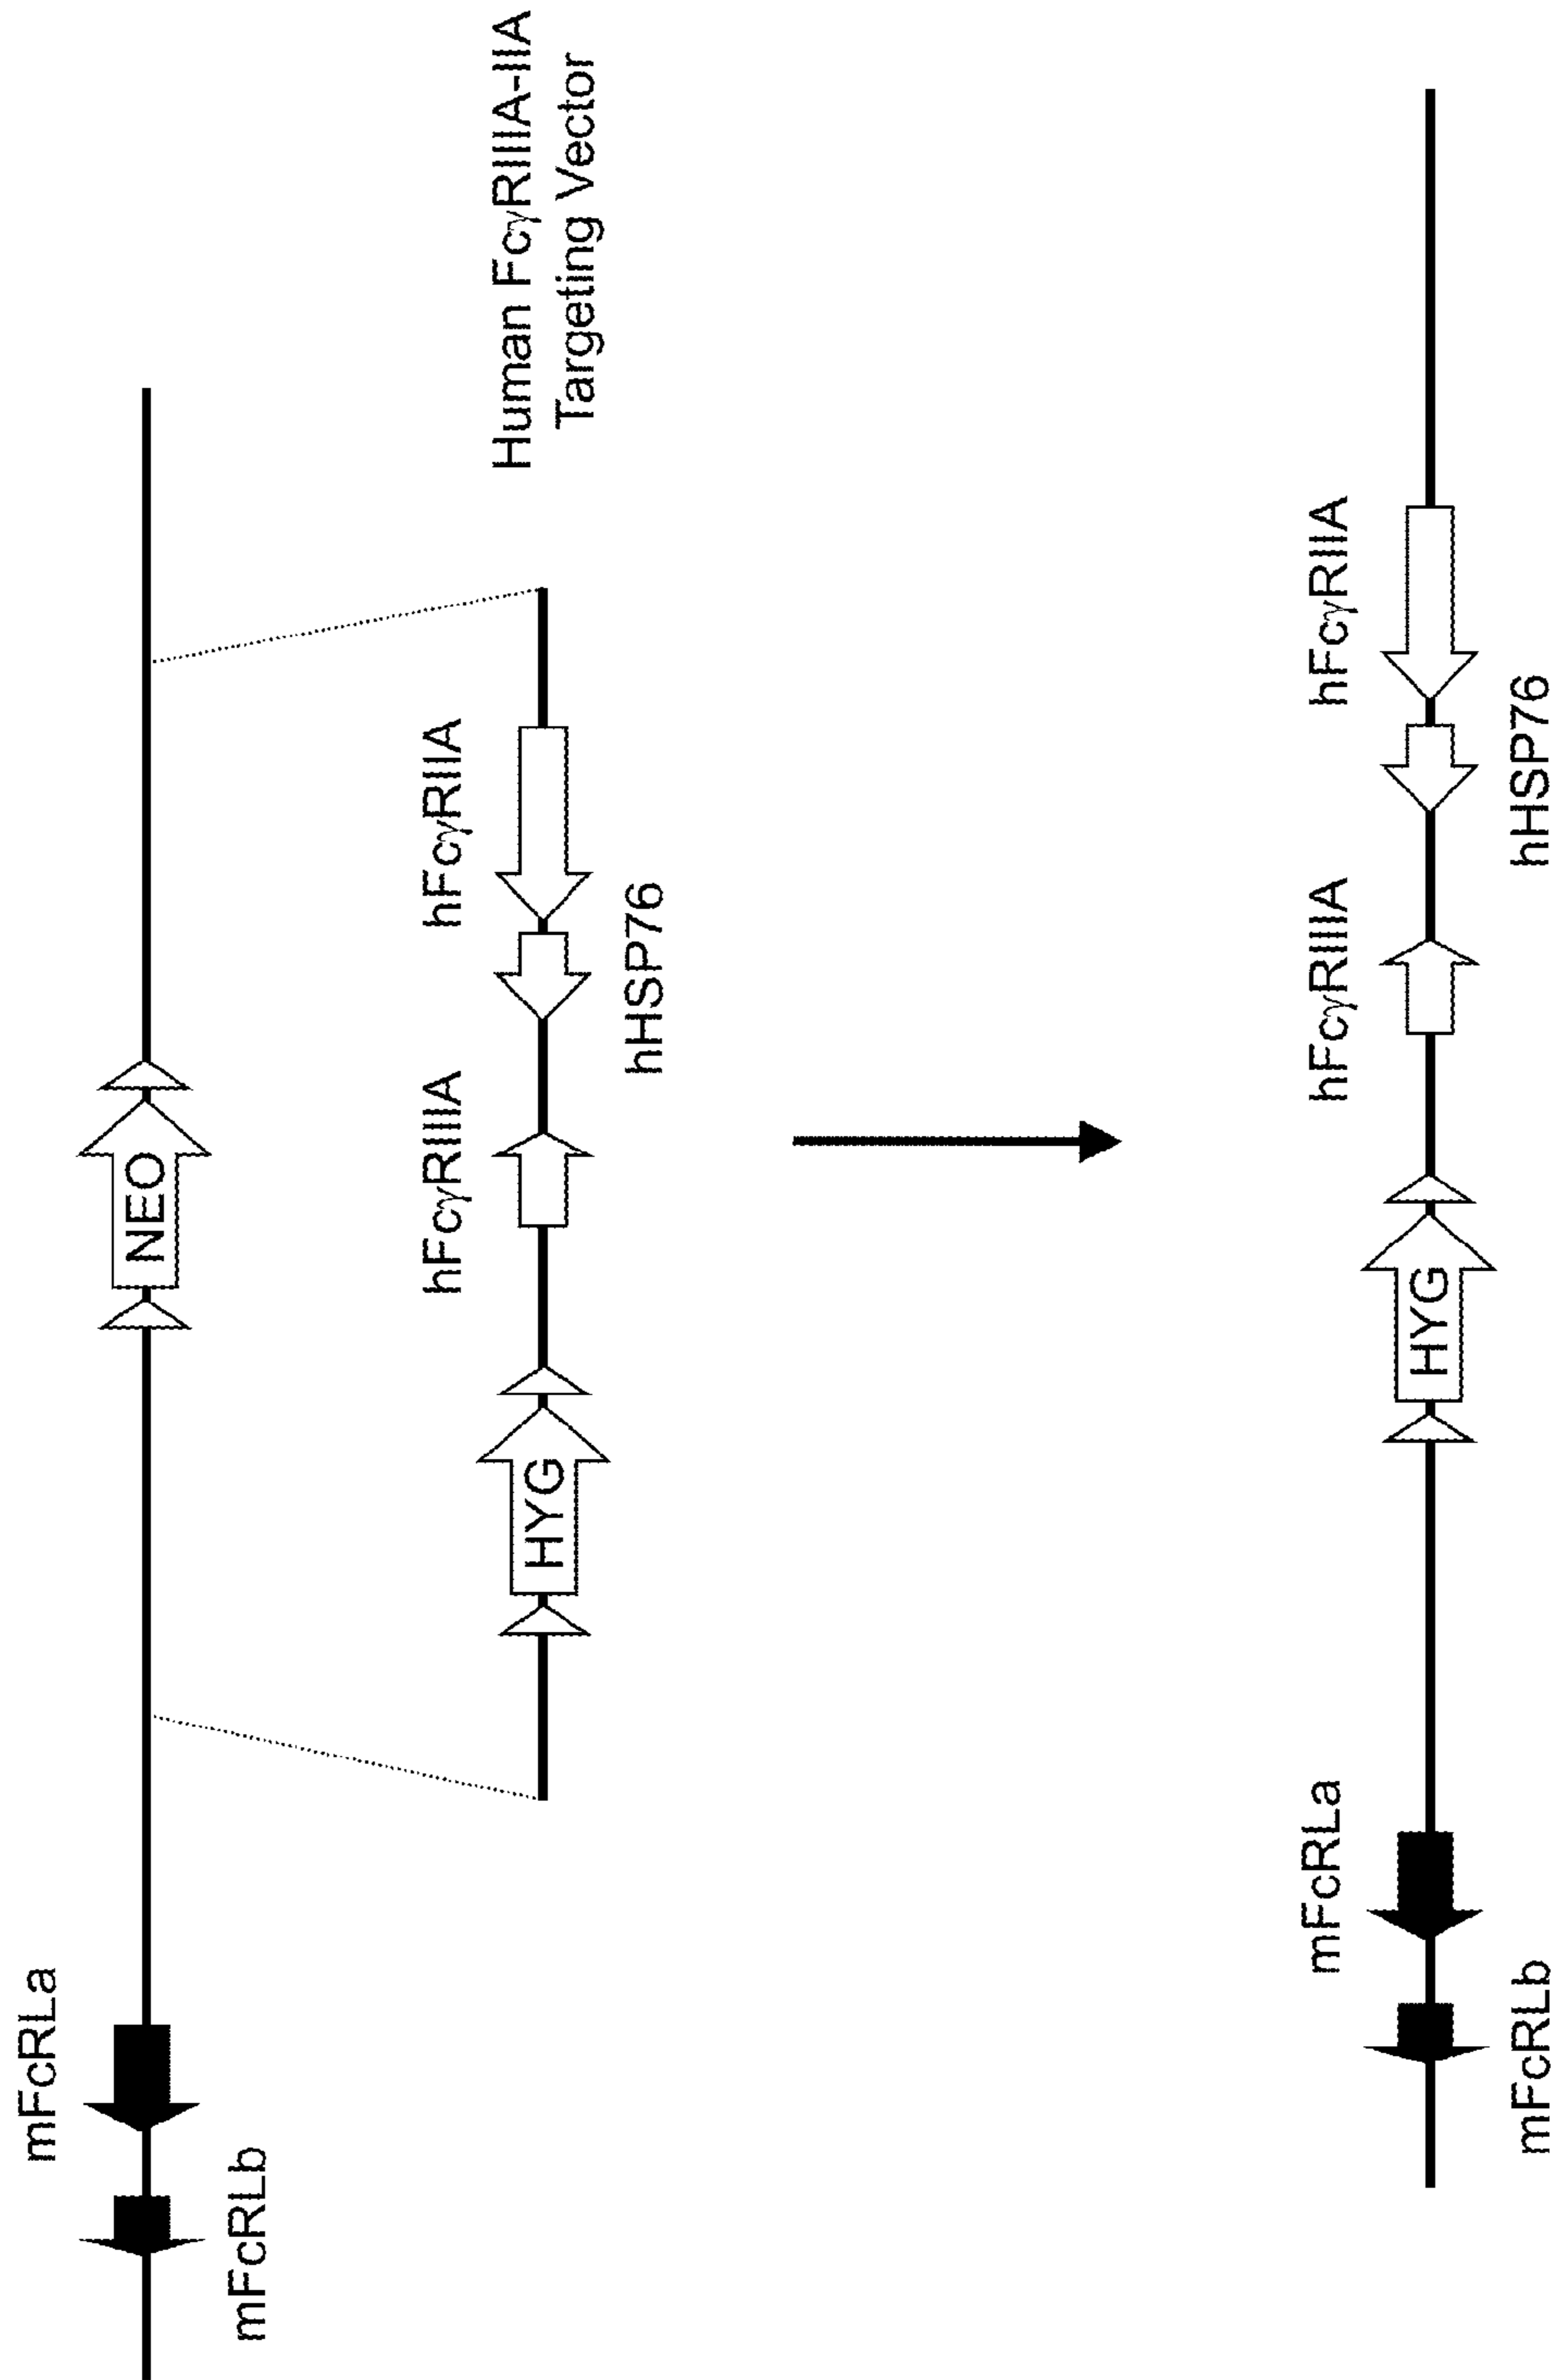 mFcRLa
NEO
mFcRLb
Human FcγRIIIA-IIA
Targeting Vector
HYG
hFcγRIIIA
hFcγRIIA
hHSP76
mFcRLa
HYG
hFcγRIIIA
hFcγRIIA
mFcRLb
hHSP76